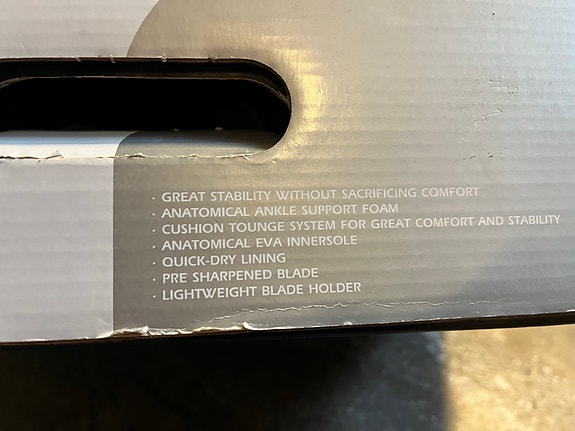 · GREAT STABILITY WITHOUT SACRIFICING COMFORT
· ANATOMICAL ANKLE SUPPORT FOAM
· CUSHION TOUNGE SYSTEM FOR GREAT COMFORT AND STABILITY
· ANATOMICAL EVA INNERSOLE
· QUICK-DRY LINING
· PRE SHARPENED BLADE
· LIGHTWEIGHT BLADE HOLDER